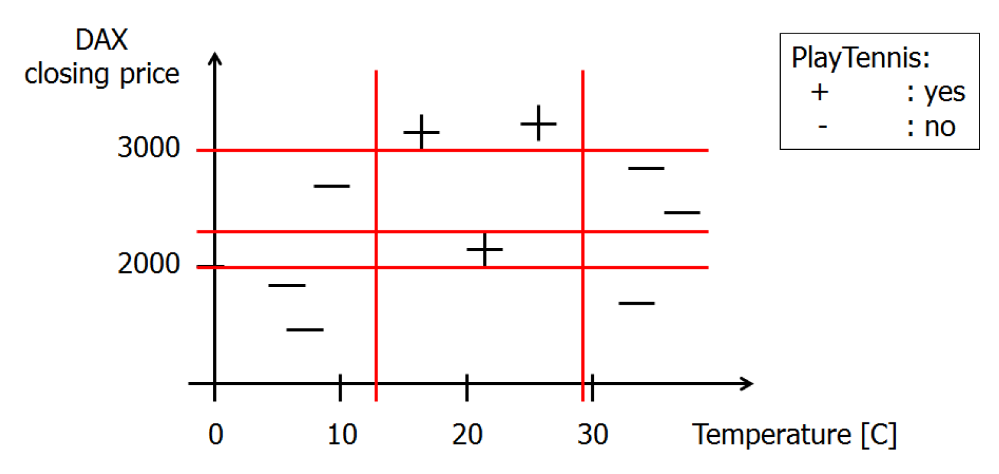 DAX
closing price
3000
2000
0
10
20
30
Temperature [C]
PlayTennis:
+ : yes
- : no